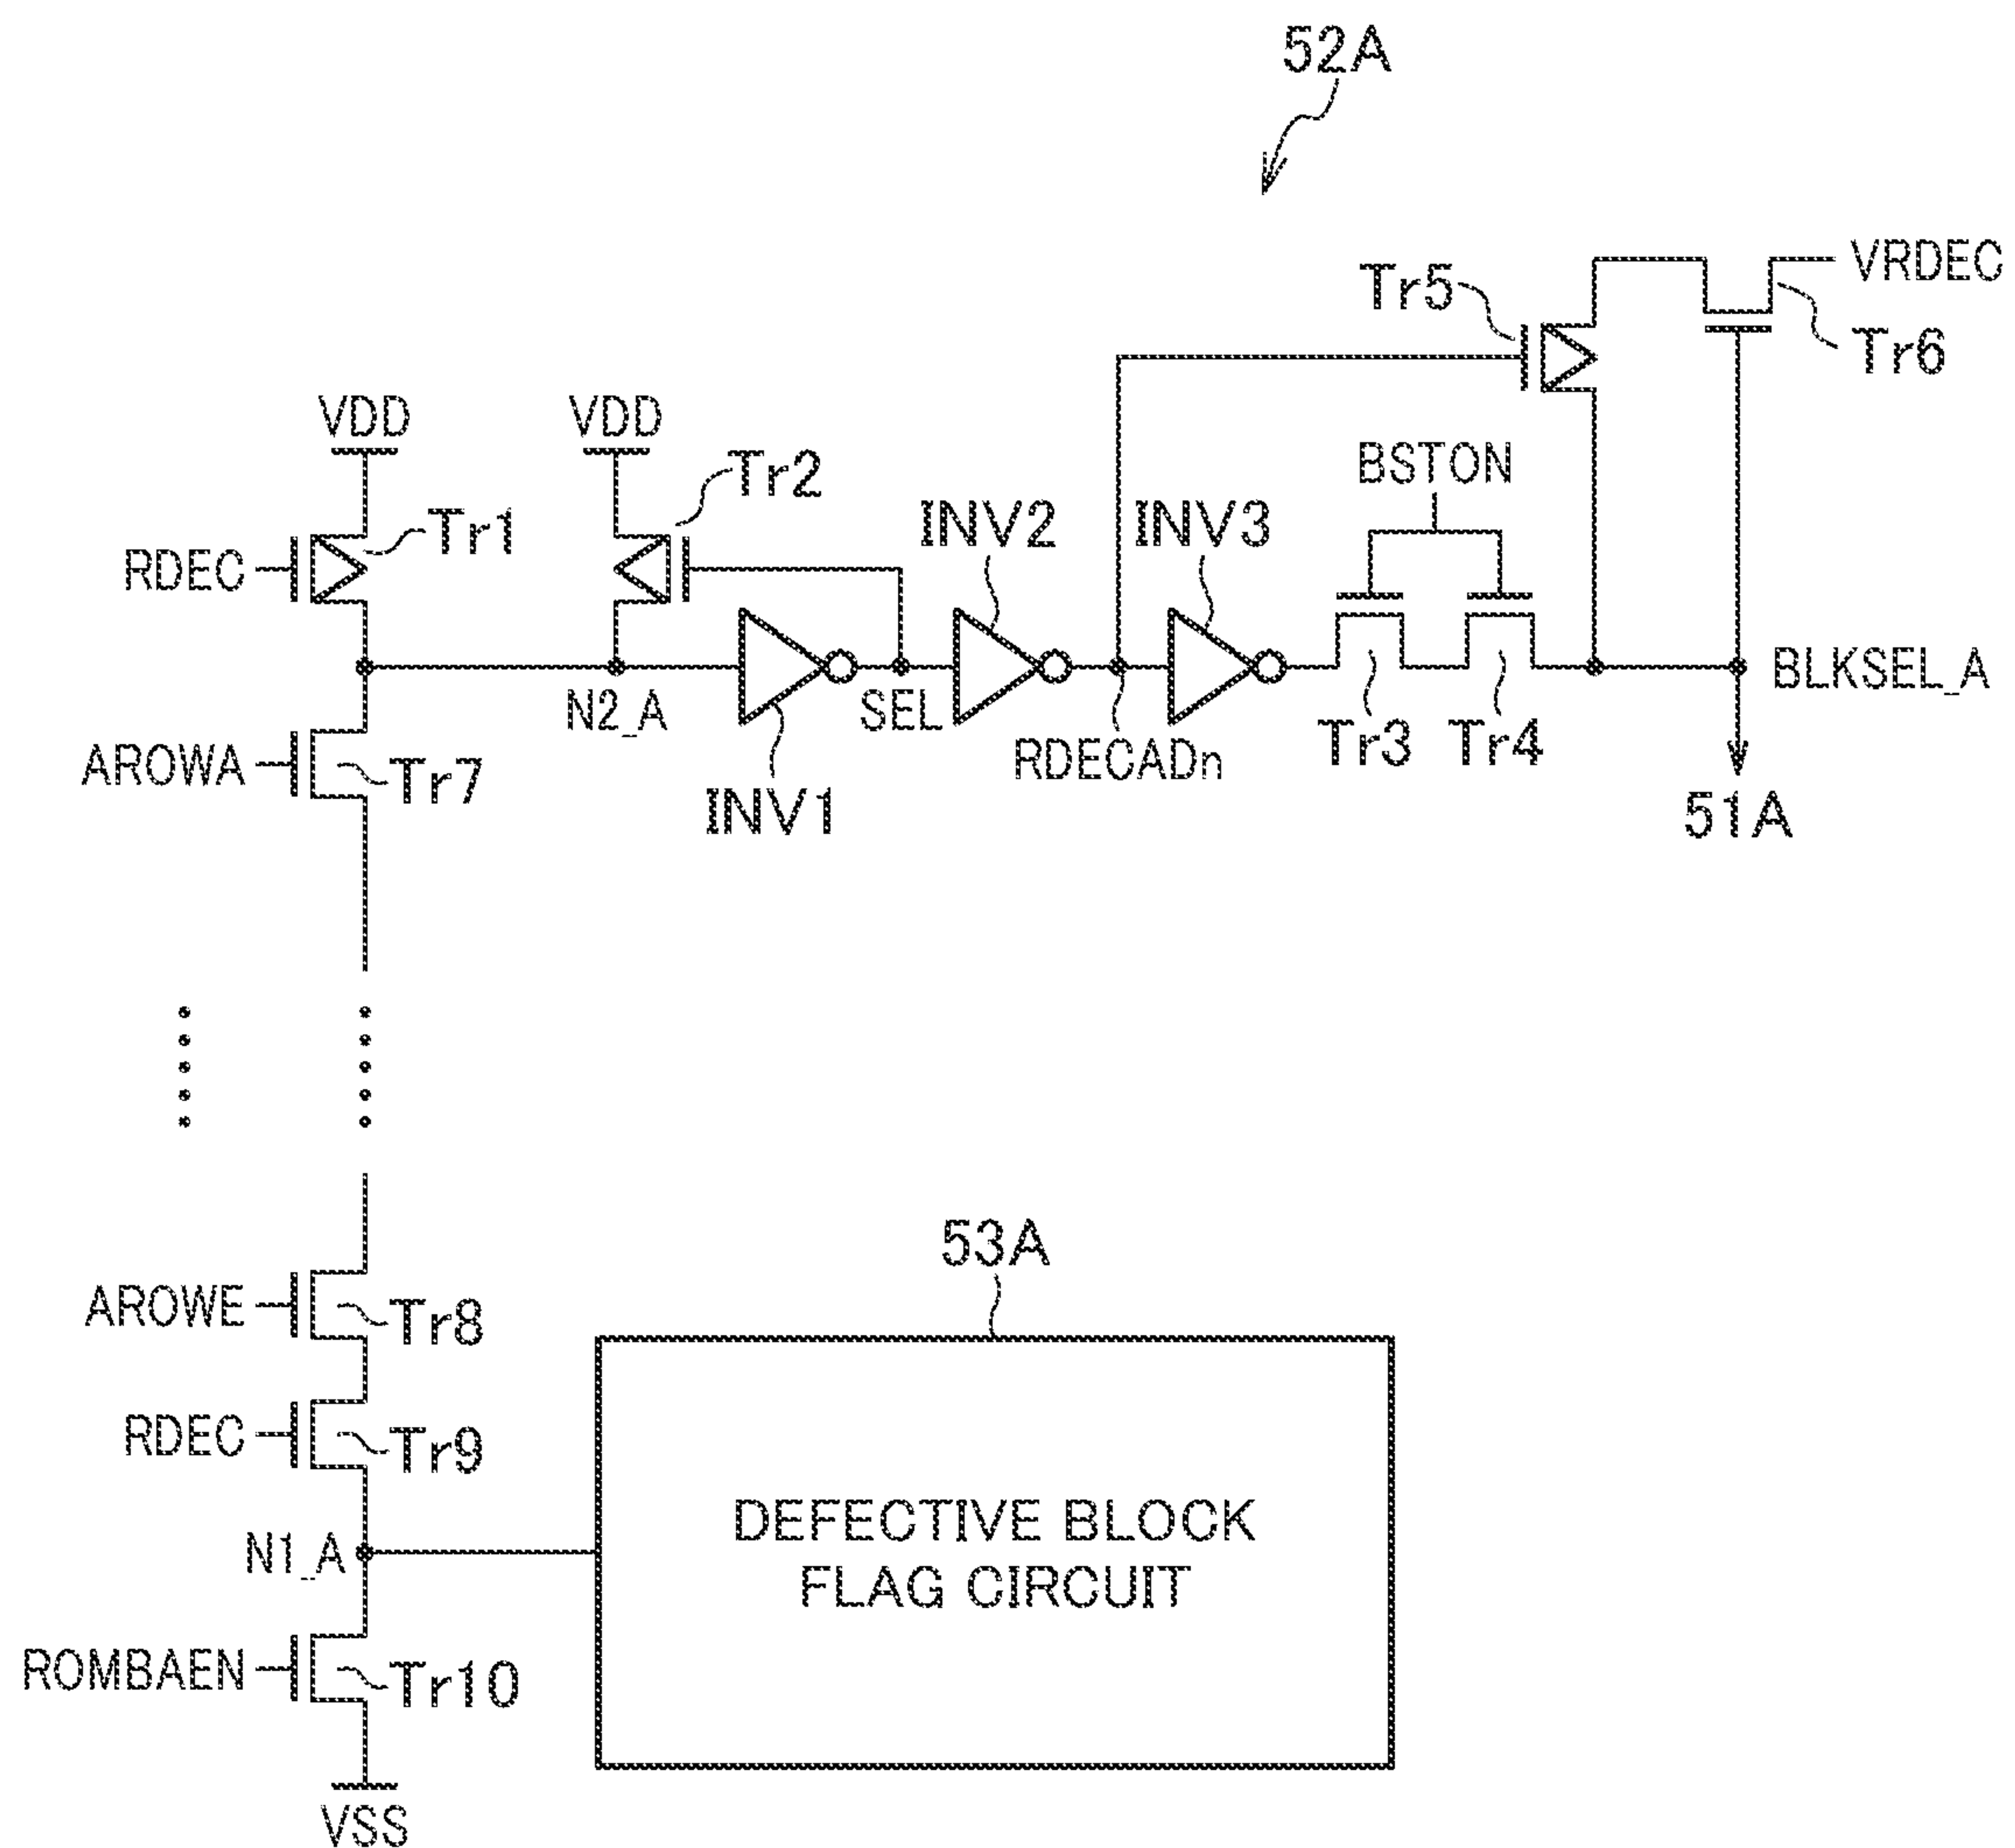 52A
VRDEC
Tr5
Tr6
VDD
VDD
BSTON
Tr2
INV2
INV3
RDEC
Tr1
N2_A
SEL
BLKSEL_A
RDECADn
Tr3
Tr4
AROWA
Tr7
INV1
51A
53A
AROWE
Tr8
RDEC
Tr9
DEFECTIVE BLOCK
FLAG CIRCUIT
N1_A
ROMBAEN
Tr10
VSS